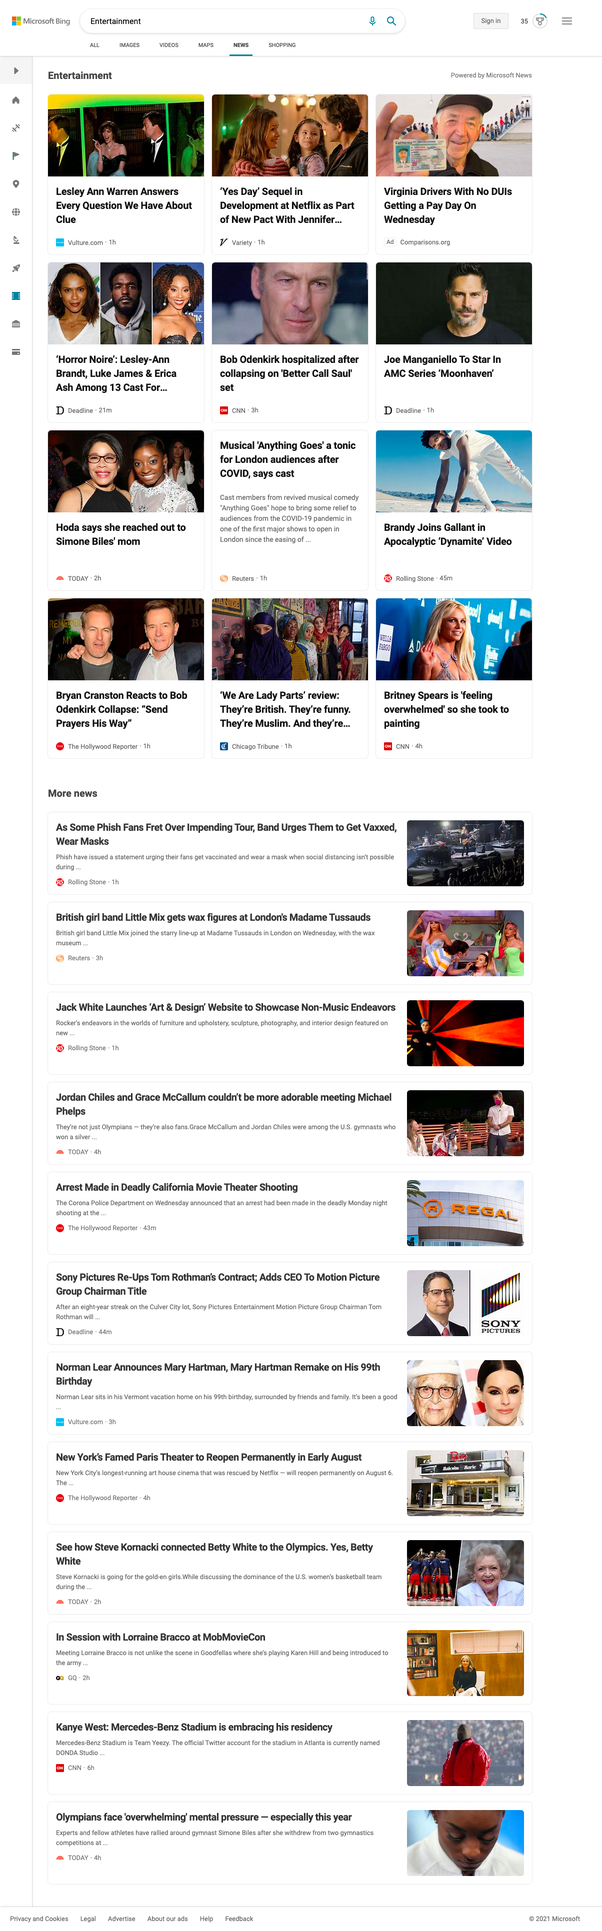 Microsoft Bing
Entertainment
Sign in
35
ALL
IMAGES
VIDEOS
MAPS
NEWS
SHOPPING
Entertainment
Powered by Microsoft News
Lesley Ann Warren Answers
Every Question We Have About
Clue
Vulture.com · 1h
'Yes Day' Sequel in
Development at Netflix as Part
of New Pact With Jennifer...
Variety · 1h
Virginia Drivers With No DUIs
Getting a Pay Day On
Wednesday
Ad Comparisons.org
'Horror Noire': Lesley-Ann
Brandt, Luke James & Erica
Ash Among 13 Cast For...
Deadline · 21m
Bob Odenkirk hospitalized after
collapsing on 'Better Call Saul'
set
CNN · 3h
Joe Manganiello To Star In
AMC Series 'Moonhaven'
Deadline · 1h
Hoda says she reached out to
Simone Biles' mom
TODAY · 2h
Musical 'Anything Goes' a tonic
for London audiences after
COVID, says cast
Cast members from revived musical comedy
"Anything Goes" hope to bring some relief to
audiences from the COVID-19 pandemic in
one of the first major shows to open in
London since the easing of ...
Reuters · 1h
Brandy Joins Gallant in
Apocalyptic 'Dynamite' Video
Rolling Stone · 45m
Bryan Cranston Reacts to Bob
Odenkirk Collapse: "Send
Prayers His Way"
The Hollywood Reporter · 1h
'We Are Lady Parts' review:
They're British. They're funny.
They're Muslim. And they're...
Chicago Tribune · 1h
WELLS
FARGO
Britney Spears is 'feeling
overwhelmed' so she took to
painting
CNN · 4h
More news
As Some Phish Fans Fret Over Impending Tour, Band Urges Them to Get Vaxxed,
Wear Masks
Phish have issued a statement urging their fans get vaccinated and wear a mask when social distancing isn't possible
during ...
Rolling Stone · 1h
British girl band Little Mix gets wax figures at London's Madame Tussauds
British girl band Little Mix joined the starry line-up at Madame Tussauds in London on Wednesday, with the wax
museum ...
Reuters · 3h
Jack White Launches 'Art & Design' Website to Showcase Non-Music Endeavors
Rocker's endeavors in the worlds of furniture and upholstery, sculpture, photography, and interior design featured on
new ...
Rolling Stone · 1h
Jordan Chiles and Grace McCallum couldn't be more adorable meeting Michael
Phelps
They're not just Olympians — they're also fans.Grace McCallum and Jordan Chiles were among the U.S. gymnasts who
won a silver ...
TODAY · 4h
Arrest Made in Deadly California Movie Theater Shooting
The Corona Police Department on Wednesday announced that an arrest had been made in the deadly Monday night
shooting at the ...
The Hollywood Reporter · 43m
REGAL
Sony Pictures Re-Ups Tom Rothman's Contract; Adds CEO To Motion Picture
Group Chairman Title
After an eight-year streak on the Culver City lot, Sony Pictures Entertainment Motion Picture Group Chairman Tom
Rothman will ...
Deadline · 44m
SONY
PICTURES
Norman Lear Announces Mary Hartman, Mary Hartman Remake on His 99th
Birthday
Norman Lear sits in his Vermont vacation home on his 99th birthday, surrounded by friends and family. It's been a good
...
Vulture.com · 3h
New York's Famed Paris Theater to Reopen Permanently in Early August
New York City's longest-running art house cinema that was rescued by Netflix — will reopen permanently on August 6.
The ...
The Hollywood Reporter · 4h
See how Steve Kornacki connected Betty White to the Olympics. Yes, Betty
White
Steve Kornacki is going for the gold-en girls.While discussing the dominance of the U.S. women's basketball team
during the ...
TODAY · 2h
In Session with Lorraine Bracco at MobMovieCon
Meeting Lorraine Bracco is not unlike the scene in Goodfellas where she's playing Karen Hill and being introduced to
the army ...
GQ · 2h
Kanye West: Mercedes-Benz Stadium is embracing his residency
Mercedes-Benz Stadium is Team Yeezy. The official Twitter account for the stadium in Atlanta is currently named
DONDA Studio ...
CNN · 6h
Olympians face 'overwhelming' mental pressure — especially this year
Experts and fellow athletes have rallied around gymnast Simone Biles after she withdrew from two gymnastics
competitions at ...
TODAY · 4h
Privacy and Cookies
Legal
Advertise
About our ads
Help
Feedback
© 2021 Microsoft